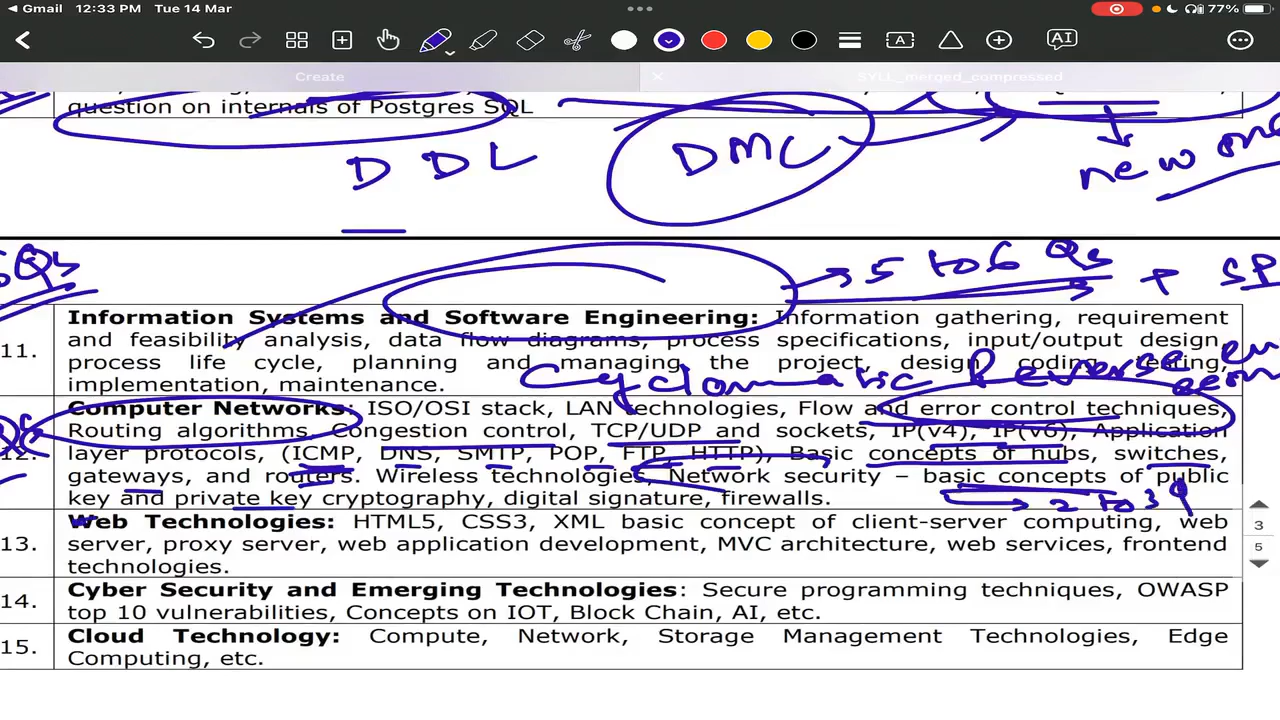 Gmail 12:33 PM Tue 14 Mar 77%
AI
Create SYLL_merged_compressed
question on internals of Postgres SQL
D DL DMC new one
SQs
5 to 6 Qs + SP
Information Systems and Software Engineering: Information gathering, requirement
11. and feasibility analysis, data flow diagrams, process specifications, input/output design,
process life cycle, planning and managing the project, design, coding, testing,
implementation, maintenance.
Cyclomatic Reverse en
Computer Networks: ISO/OSI stack, LAN technologies, Flow and error control techniques,
Routing algorithms, Congestion control, TCP/UDP and sockets, IP(v4), IP(v6), Application
12. layer protocols, (ICMP, DNS, SMTP, POP, FTP, HTTP), Basic concepts of hubs, switches,
gateways, and routers. Wireless technologies, Network security – basic concepts of public
key and private key cryptography, digital signature, firewalls.
2 to 3 Q
Web Technologies: HTML5, CSS3, XML basic concept of client-server computing, web
13. server, proxy server, web application development, MVC architecture, web services, frontend
technologies.
14. Cyber Security and Emerging Technologies: Secure programming techniques, OWASP
top 10 vulnerabilities, Concepts on IOT, Block Chain, AI, etc.
15. Cloud Technology: Compute, Network, Storage Management Technologies, Edge
Computing, etc.
3
5